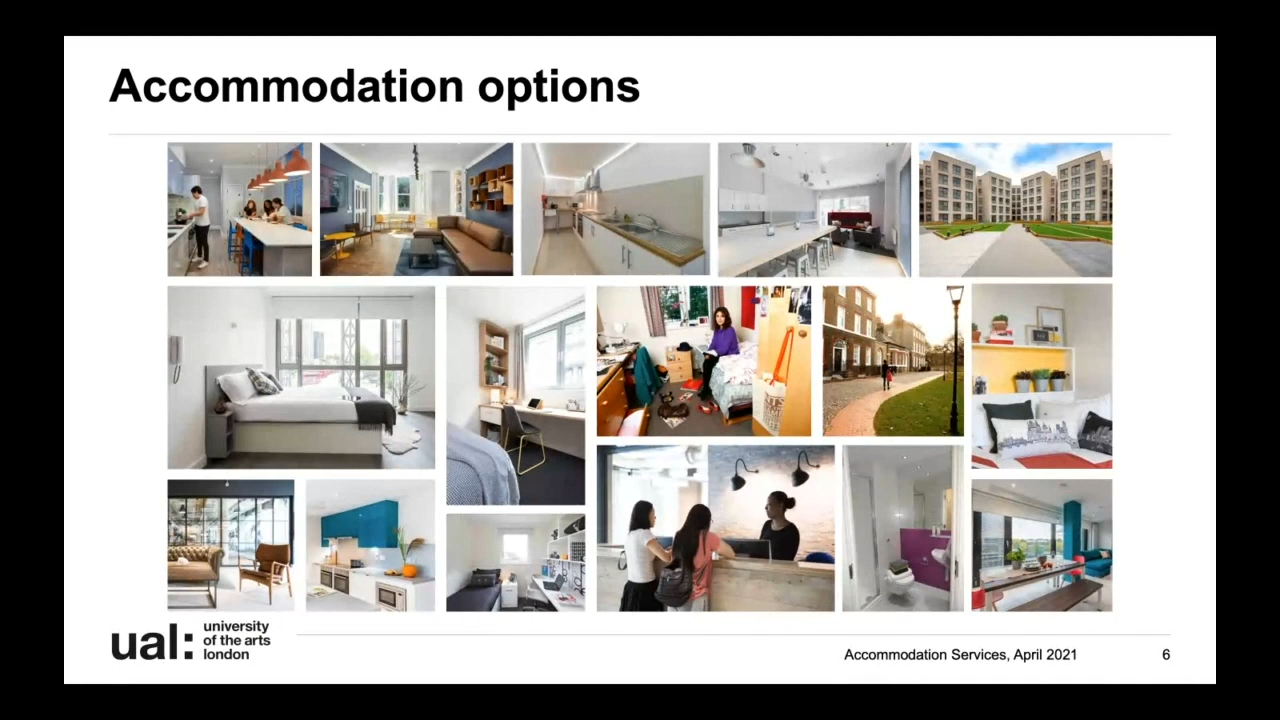 Accommodation options
ual:
university
of the arts
london
Accommodation Services, April 2021
6